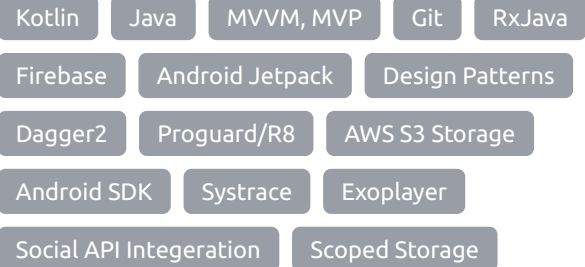 Kotlin Java MVVM, MVP Git RxJava
Firebase Android Jetpack Design Patterns
Dagger2 Proguard/R8 AWS S3 Storage
Android SDK Systrace Exoplayer
Social API Integeration Scoped Storage